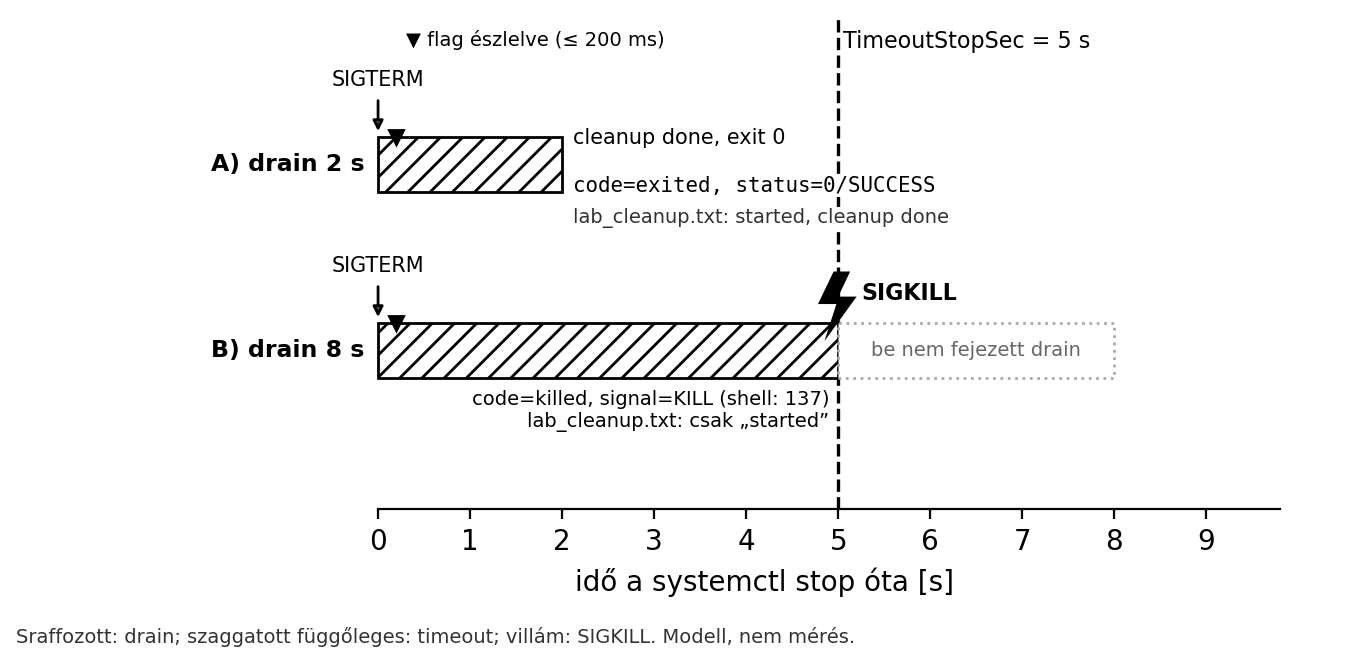 ▼ flag észlelve (≤ 200 ms)
TimeoutStopSec = 5 s
SIGTERM
A) drain 2 s
cleanup done, exit 0
code=exited, status=0/SUCCESS
lab_cleanup.txt: started, cleanup done
SIGTERM
SIGKILL
B) drain 8 s
be nem fejezett drain
code=killed, signal=KILL (shell: 137)
lab_cleanup.txt: csak „started”
0 1 2 3 4 5 6 7 8 9
idő a systemctl stop óta [s]
Sraffozott: drain; szaggatott függőleges: timeout; villám: SIGKILL. Modell, nem mérés.